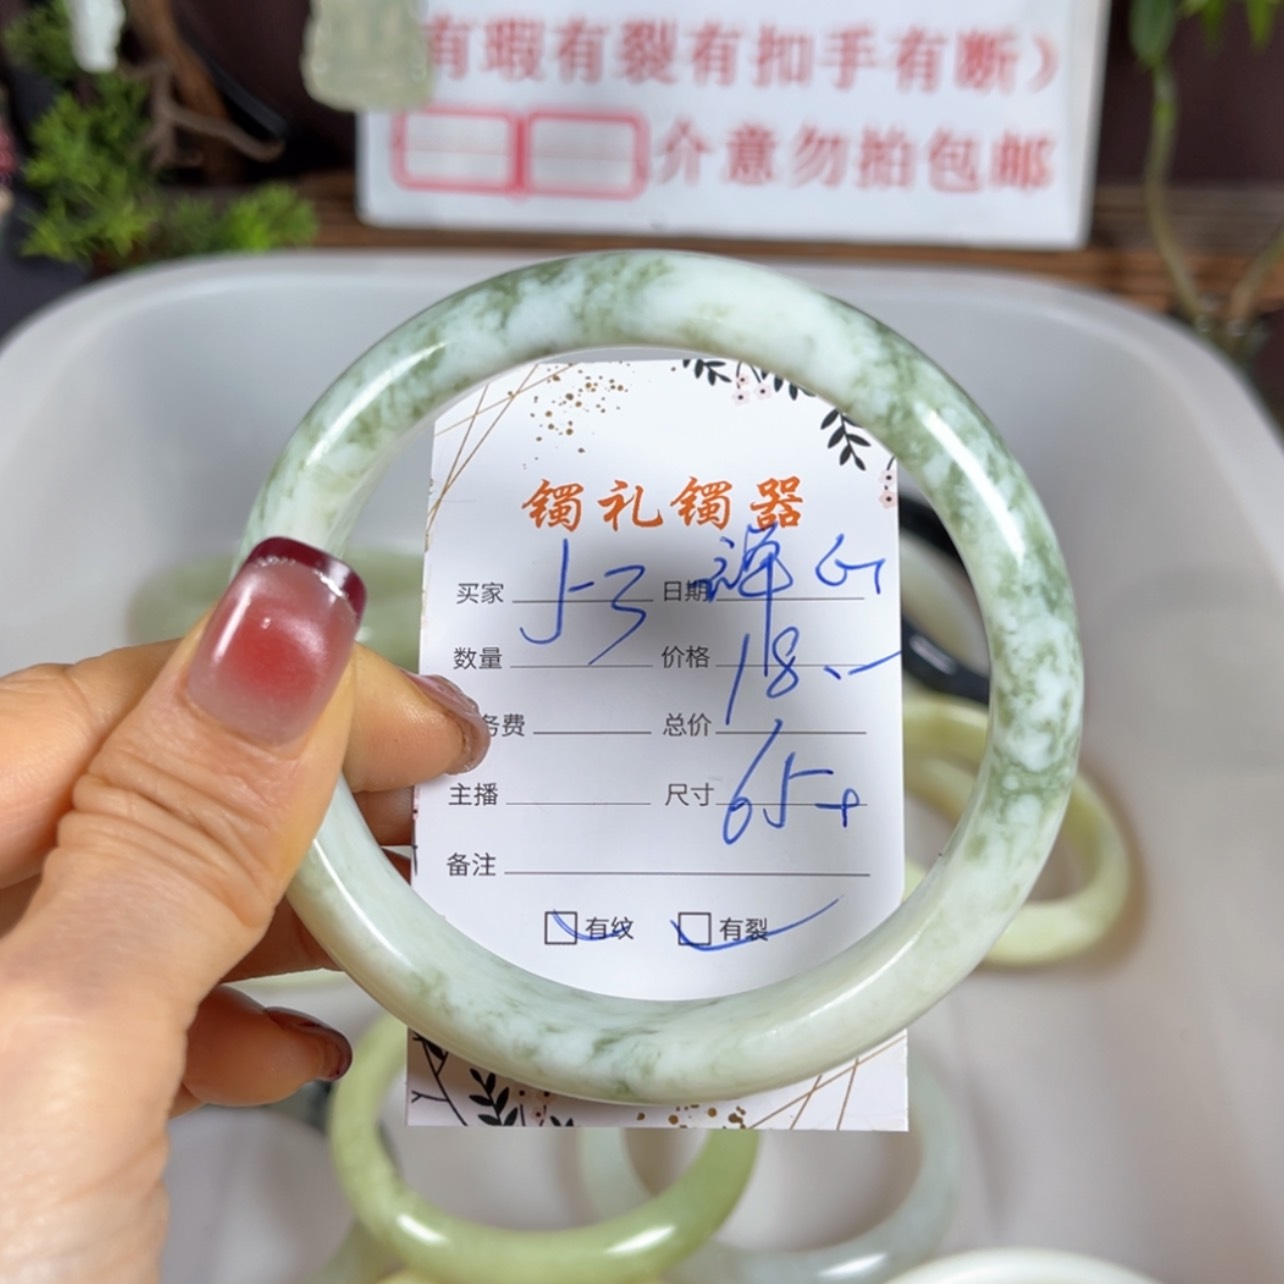 有瑕有裂有扣手有断）
介意勿拍包邮
镯礼镯器
买家 53 日期
数量 价格 18.-
务费 总价
主播 尺寸 65+
备注
有纹 有裂